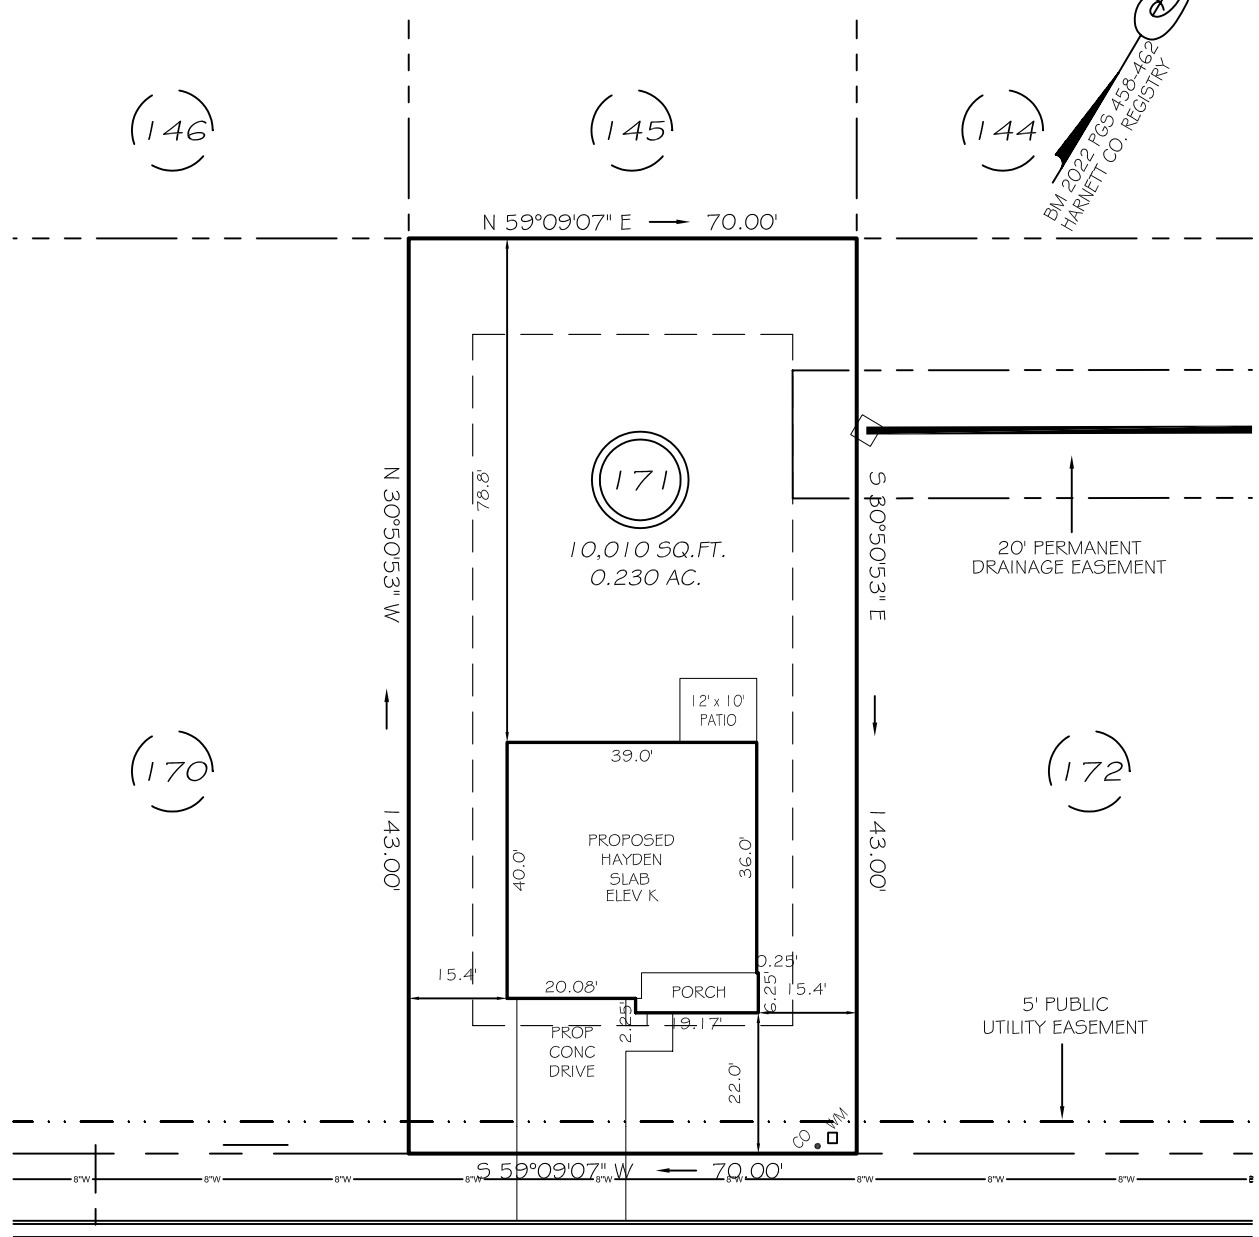 146
145
144
BM 2022 PGS 458-462
HARNETT CO. REGISTRY
N 59°09'07" E 70.00'
N 30°50'53" W
143.00'
S 30°50'53" E
143.00'
78.8'
171
10,010 SQ.FT.
0.230 AC.
20' PERMANENT
DRAINAGE EASEMENT
12' x 10'
PATIO
170
172
39.0'
40.0'
36.0'
PROPOSED
HAYDEN
SLAB
ELEV K
0.25'
15.4'
20.08'
PORCH
6.25'
15.4'
2.25'
19.17'
PROP
CONC
DRIVE
22.0'
5' PUBLIC
UTILITY EASEMENT
CO
WM
S 59°09'07" W 70.00'
8"W 8"W 8"W 8"W 8"W 8"W 8"W 8"W 8"W